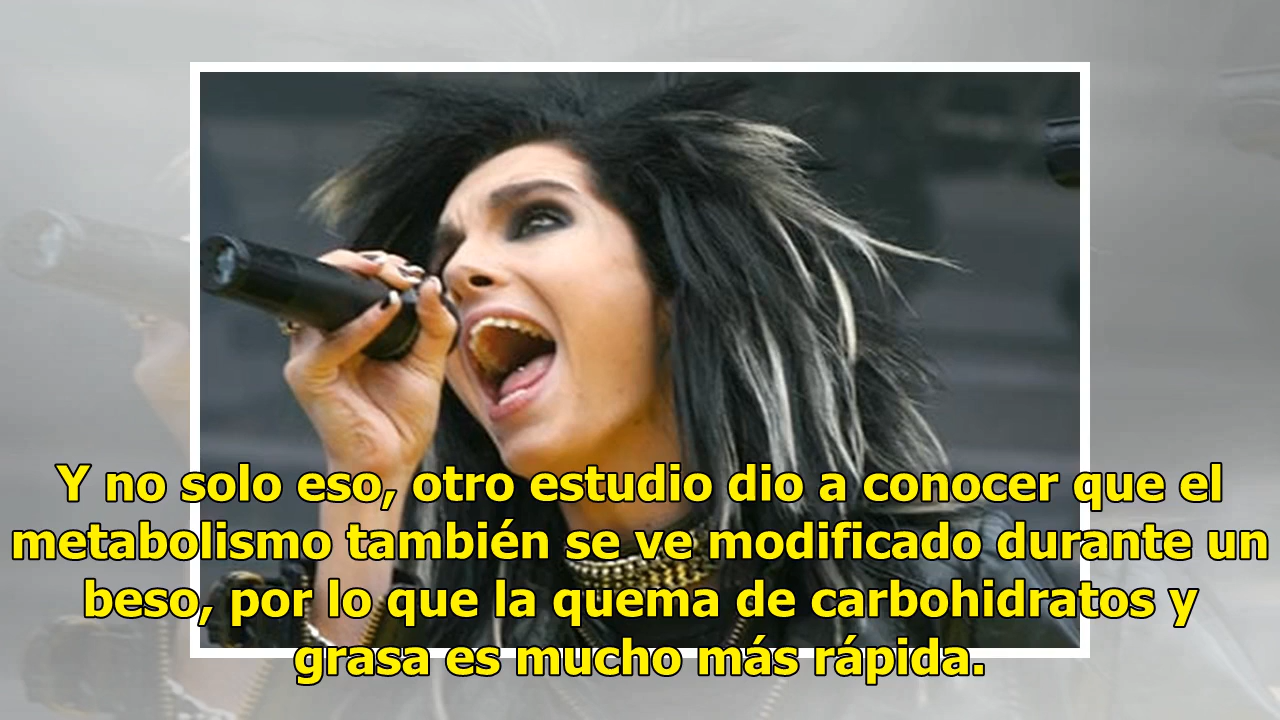 Y no solo eso, otro estudio dio a conocer que el
metabolismo también se ve modificado durante un
beso, por lo que la quema de carbohidratos y
grasa es mucho más rápida.